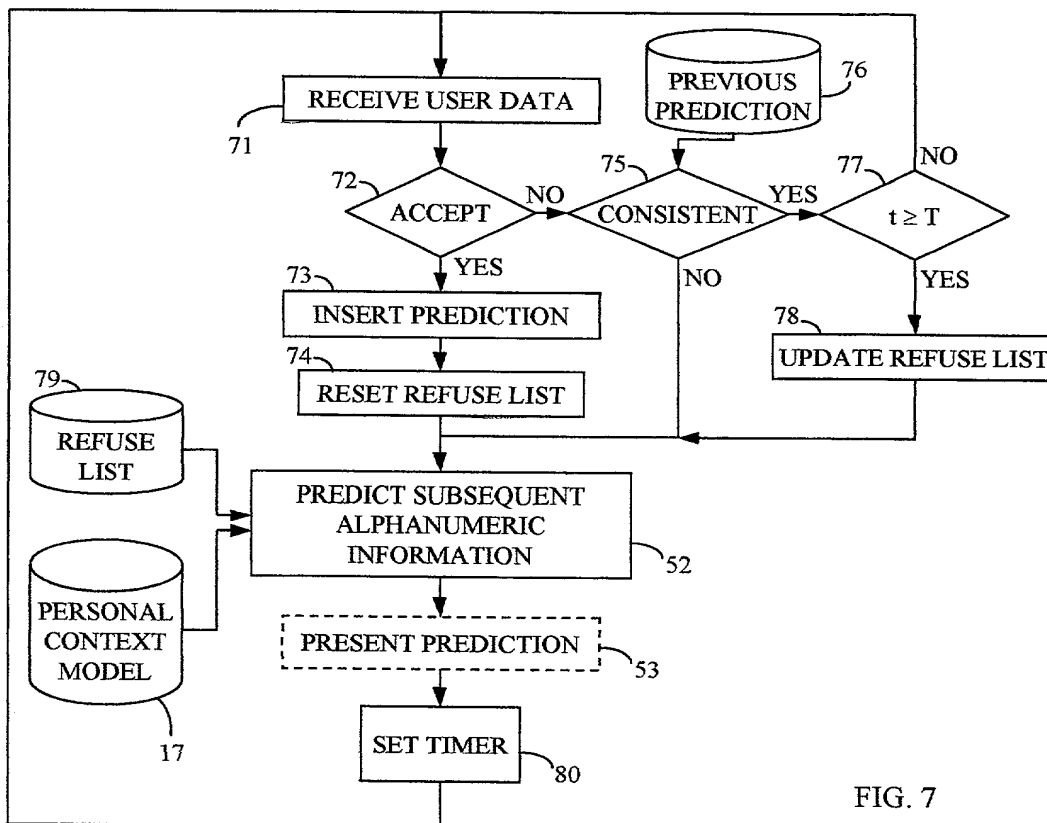 RECEIVE USER DATA
71
PREVIOUS
PREDICTION
76
72
ACCEPT
NO
YES
75
CONSISTENT
YES
NO
77
t ≥ T
NO
YES
73
INSERT PREDICTION
74
RESET REFUSE LIST
78
UPDATE REFUSE LIST
79
REFUSE
LIST
PREDICT SUBSEQUENT
ALPHANUMERIC
INFORMATION
52
PERSONAL
CONTEXT
MODEL
17
PRESENT PREDICTION
53
SET TIMER
80
FIG. 7